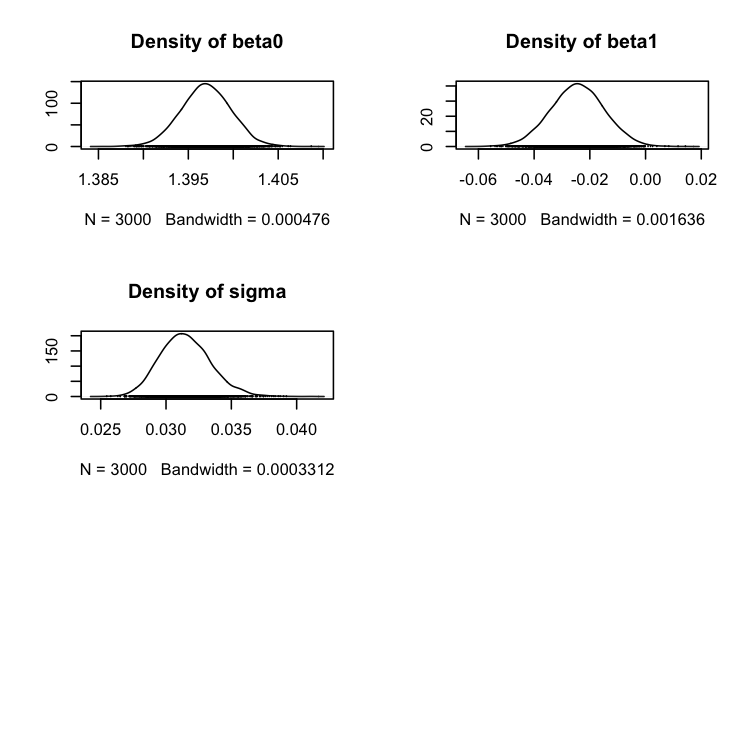 Density of beta0
100
0
1.385 1.395 1.405
N = 3000 Bandwidth = 0.000476
Density of beta1
20
0
-0.06 -0.04 -0.02 0.00 0.02
N = 3000 Bandwidth = 0.001636
Density of sigma
150
0
0.025 0.030 0.035 0.040
N = 3000 Bandwidth = 0.0003312